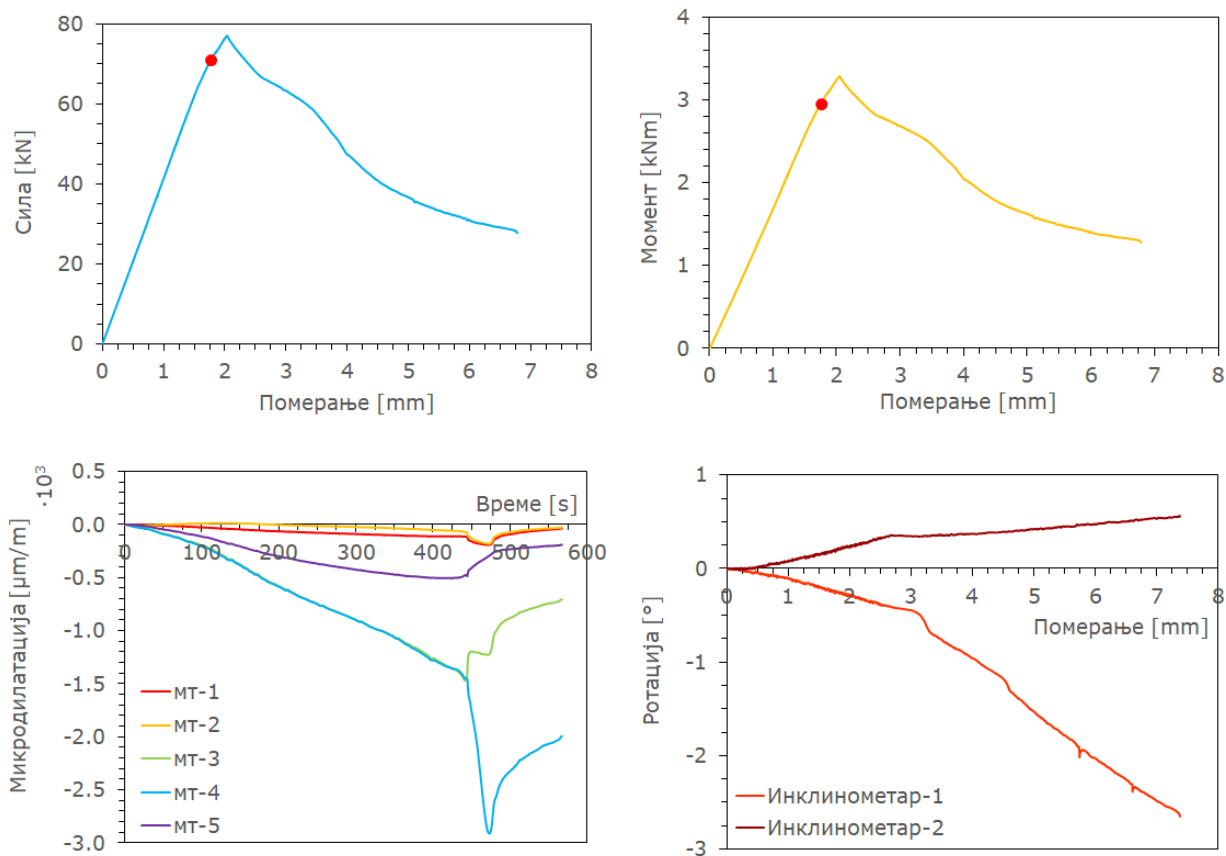 80
60
40
20
0
Сила [kN]
0 1 2 3 4 5 6 7 8
Померање [mm]
4
3
2
1
0
Момент [kNm]
0 1 2 3 4 5 6 7 8
Померање [mm]
0.5
0.0
-0.5
-1.0
-1.5
-2.0
-2.5
-3.0
·10³
Микродилатација [µm/m]
Време [s]
0 100 200 300 400 500 600
мт-1
мт-2
мт-3
мт-4
мт-5
1
0
-1
-2
-3
Ротација [°]
0 1 2 3 4 5 6 7 8
Померање [mm]
Инклинометар-1
Инклинометар-2